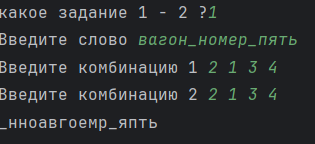 какое задание 1 - 2 ?1
Введите слово вагон_номер_пять
Введите комбинацию 1 2 1 3 4
Введите комбинацию 2 2 1 3 4
_нноавгоемр_япть